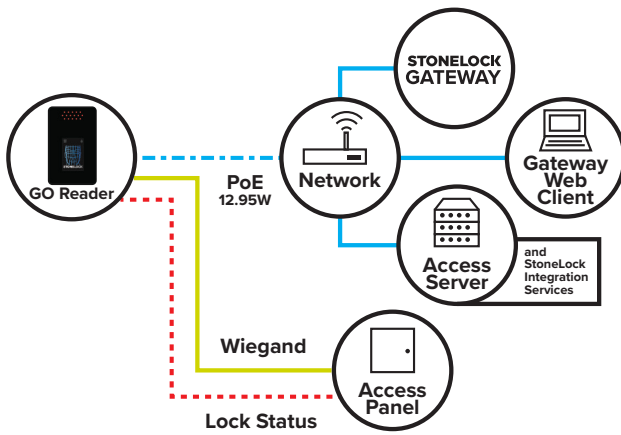 STONELOCK
GATEWAY
STONELOCK
GO Reader
PoE
12.95W
Network
Gateway
Web
Client
Access
Server
and
StoneLock
Integration
Services
Wiegand
Access
Panel
Lock Status